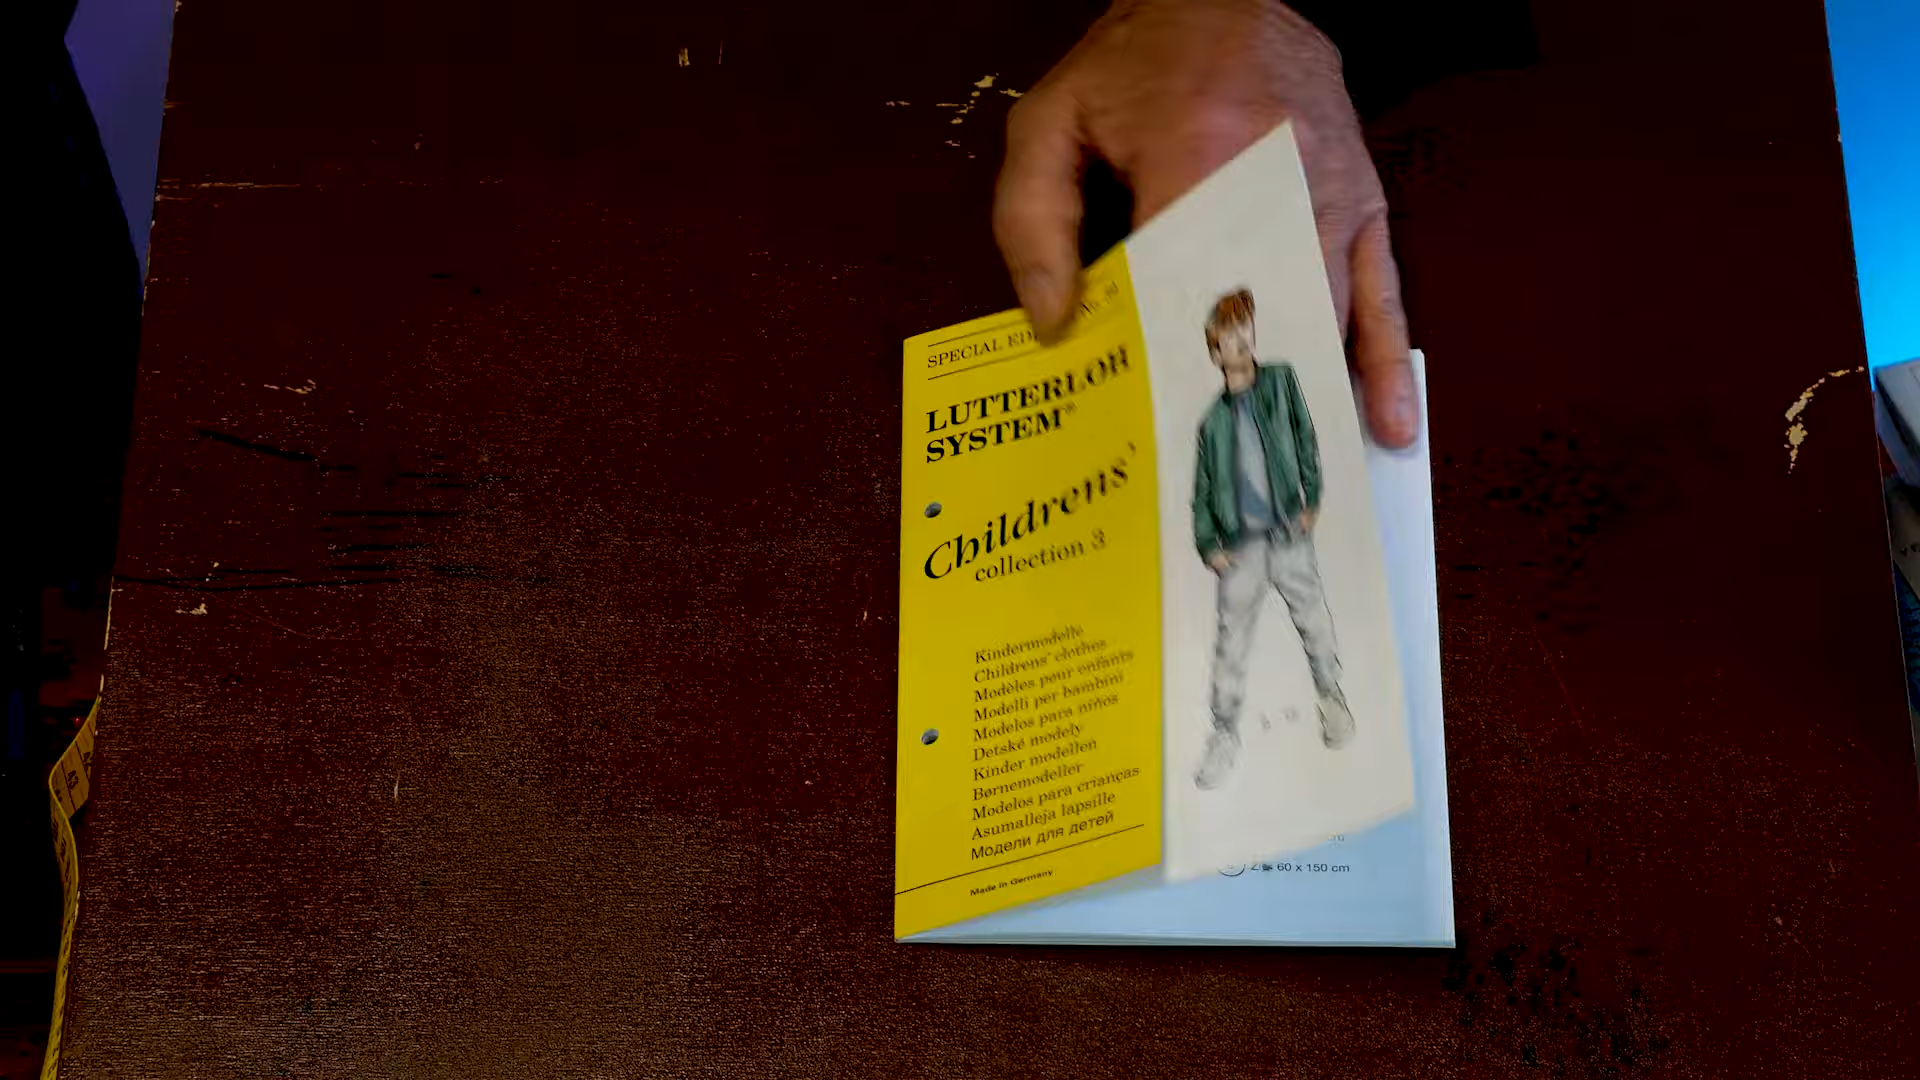 SPECIAL
LUTTERLOH
SYSTEM®
Childrens'
collection 3
Kindermodelle
Childrens' clothes
Modèles pour enfants
Modelli per bambini
Modelos para niños
Detské modely
Kinder modellen
Børnemodeller
Modelos para crianças
Asumalleja lapsille
Модели для детей
Made in Germany
60 x 150 cm